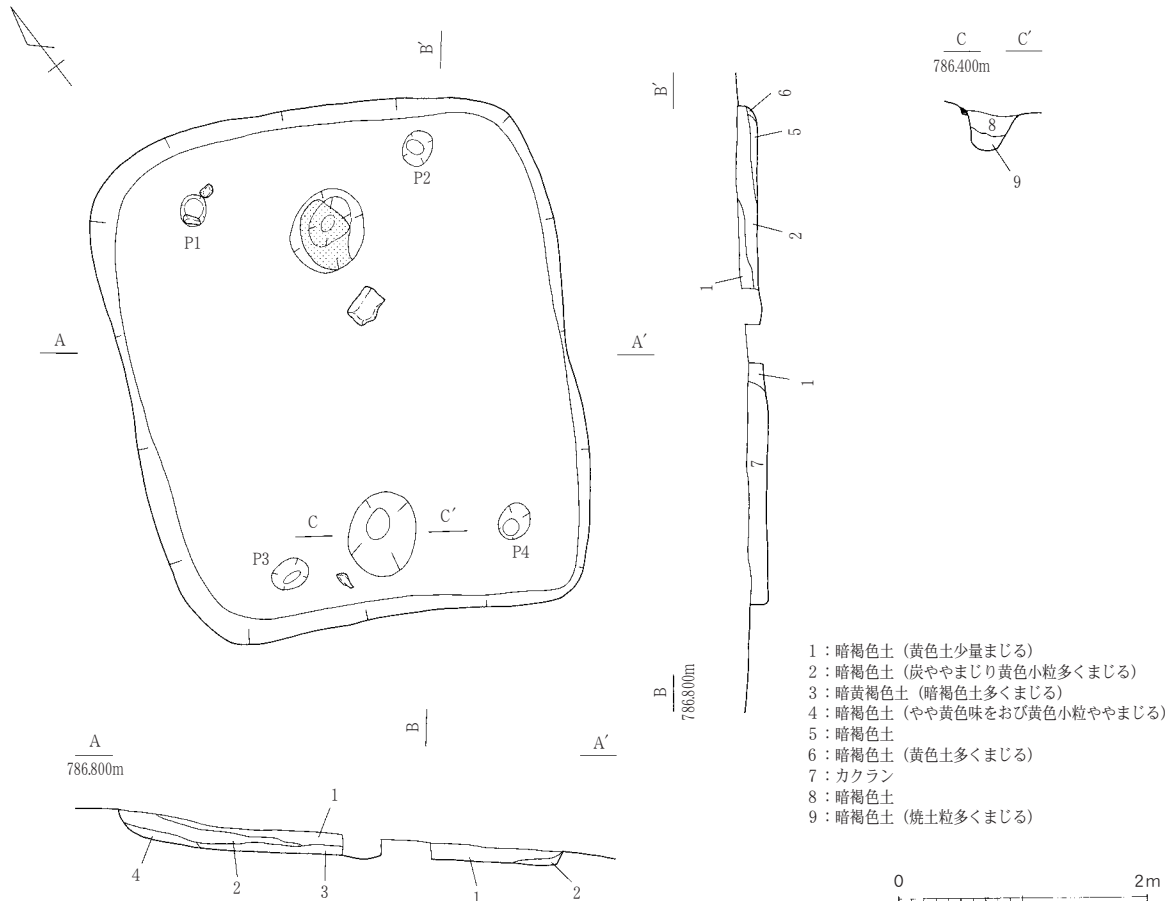 B′
C
C′
786.400m
B′
6
5
8
9
P2
P1
2
1
A
A′
1
7
C
C′
P3
P4
B
786.800m
1：暗褐色土（黄色土少量まじる）
2：暗褐色土（炭ややまじり黄色小粒多くまじる）
3：暗黄褐色土（暗褐色土多くまじる）
4：暗褐色土（やや黄色味をおび黄色小粒ややまじる）
5：暗褐色土
6：暗褐色土（黄色土多くまじる）
7：カクラン
8：暗褐色土
9：暗褐色土（焼土粒多くまじる）
B
A
A′
786.800m
1
4
2
3
1
2
0
2m